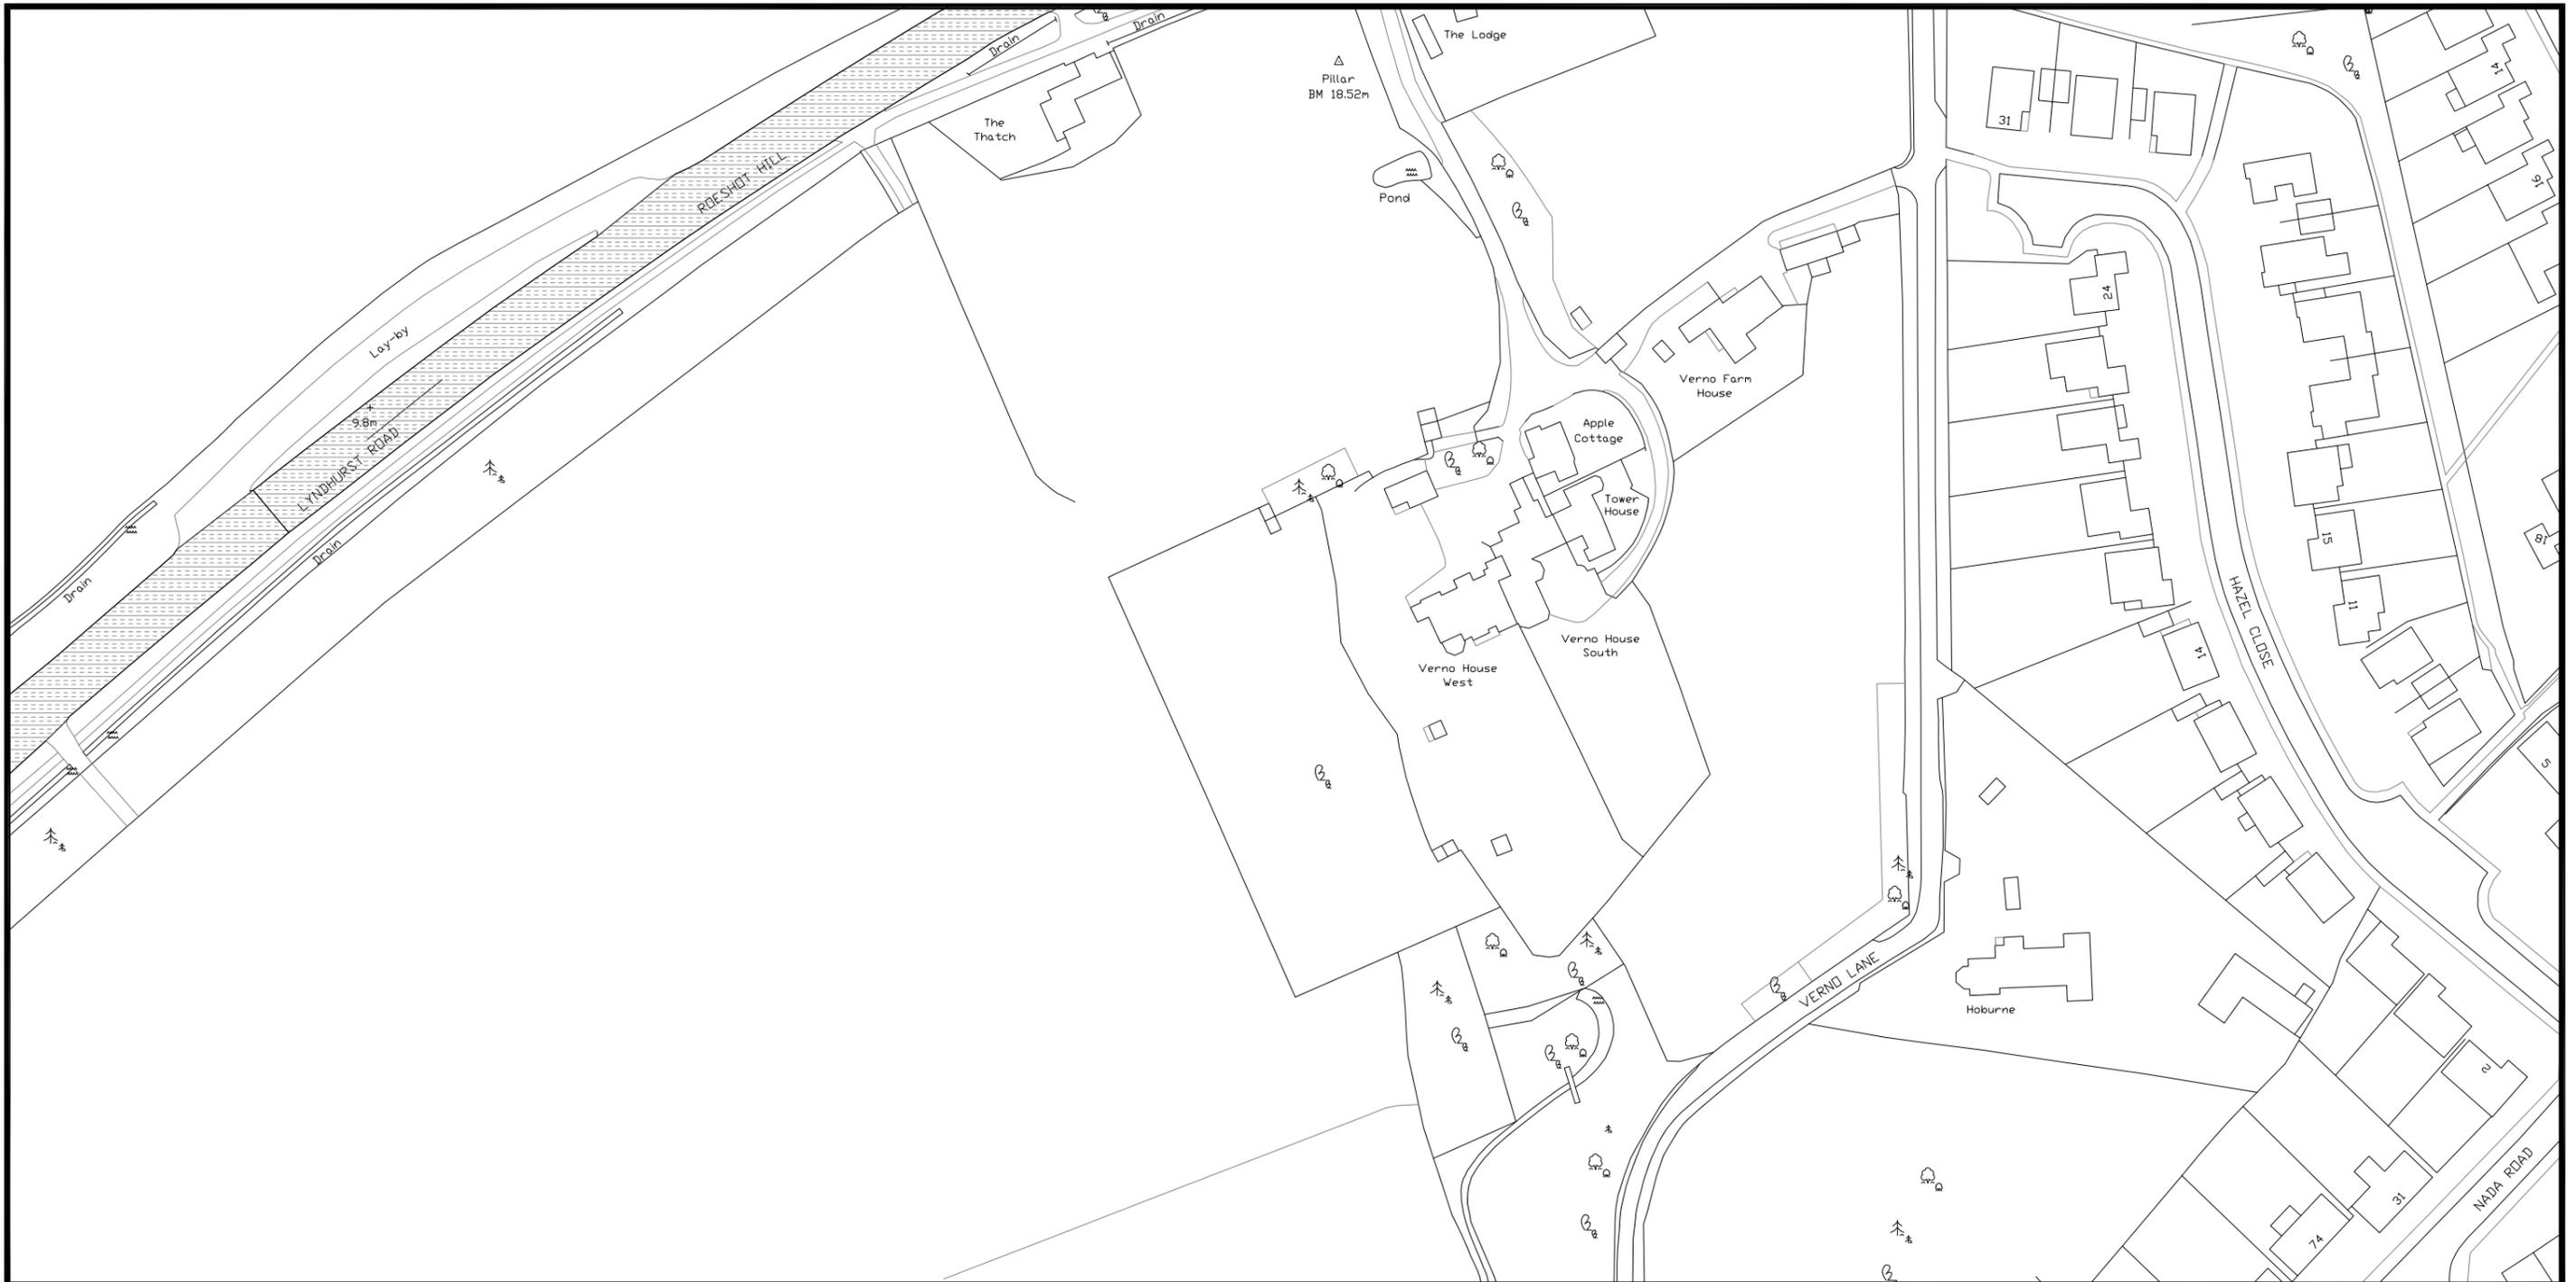 Drain
Drain
The Lodge
Pillar
BM 18.52m
14
31
The
Thatch
16
ROESHOT HILL
Pond
24
Lay-by
Verno Farm
House
9.8m
LYNDHURST ROAD
Apple
Cottage
Tower
House
Drain
Drain
15
18
11
HAZEL CLOSE
Verno House
South
14
Verno House
West
5
VERNO LANE
Hoburne
2
NADA ROAD
31
74